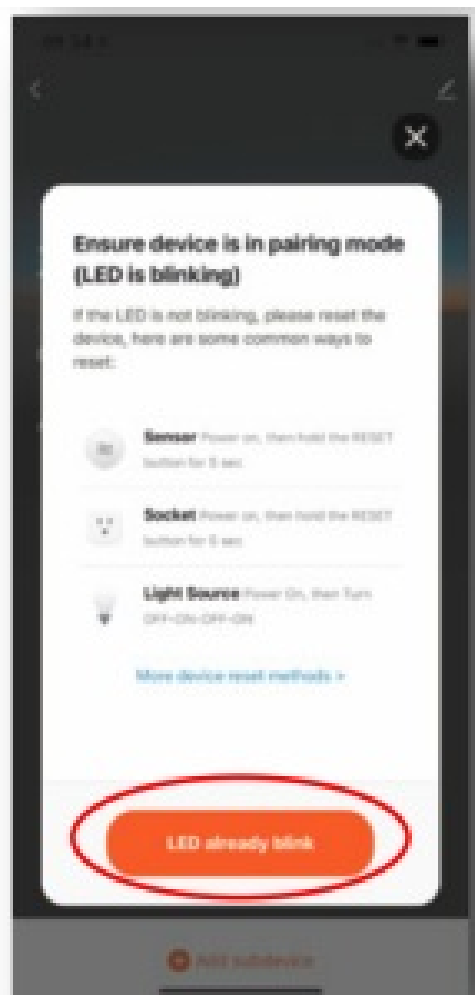 Ensure device is in pairing mode
(LED is blinking)
If the LED is not blinking, please reset the
device, here are some common ways to
reset:
Sensor Power on, then hold the RESET
button for 5 sec
Socket Power on, then hold the RESET
button for 5 sec
Light Source Power On, then Turn
OFF-ON-OFF-ON
More device reset methods >
LED already blink
Add subdevice